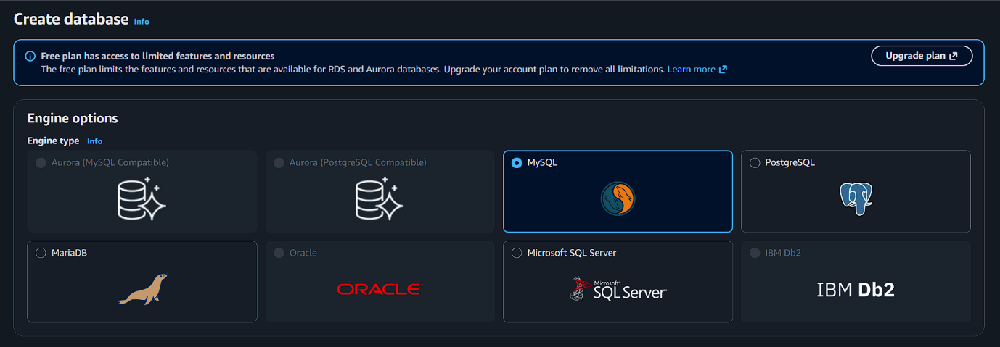 Create database Info
Free plan has access to limited features and resources
The free plan limits the features and resources that are available for RDS and Aurora databases. Upgrade your account plan to remove all limitations. Learn more
Upgrade plan
Engine options
Engine type Info
Aurora (MySQL Compatible)
Aurora (PostgreSQL Compatible)
MySQL
PostgreSQL
MariaDB
Oracle
ORACLE
Microsoft SQL Server
Microsoft®
SQL Server
IBM Db2
IBM Db2